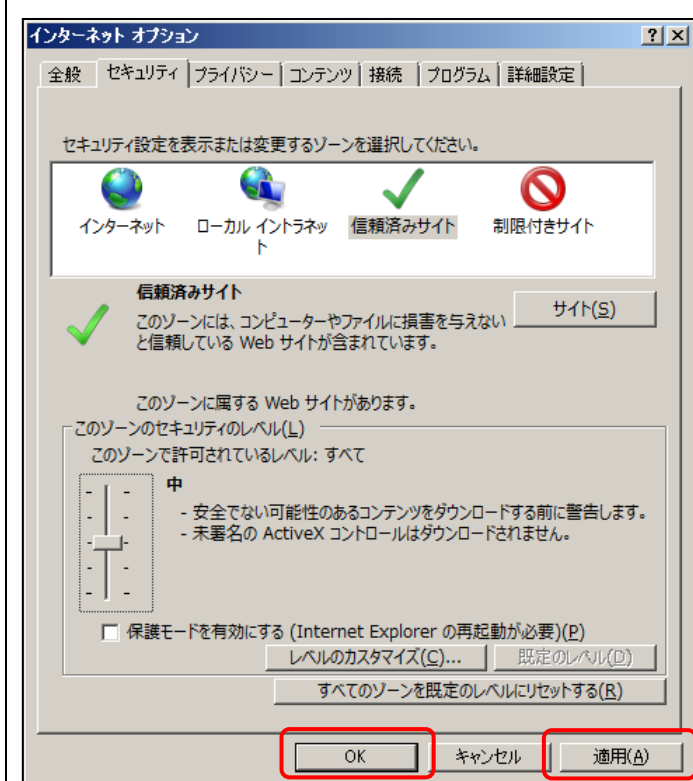 インターネット オプション
全般 セキュリティ プライバシー コンテンツ 接続 プログラム 詳細設定
セキュリティ設定を表示または変更するゾーンを選択してください。
インターネット ローカル イントラネッ 信頼済みサイト 制限付きサイト
ト
信頼済みサイト
サイト(S)
このゾーンには、コンピューターやファイルに損害を与えない
と信頼している Web サイトが含まれています。
このゾーンに属する Web サイトがあります。
このゾーンのセキュリティのレベル(L)
このゾーンで許可されているレベル: すべて
中
- 安全でない可能性のあるコンテンツをダウンロードする前に警告します。
- 未署名の ActiveX コントロールはダウンロードされません。
保護モードを有効にする (Internet Explorer の再起動が必要)(P)
レベルのカスタマイズ(C)... 既定のレベル(D)
すべてのゾーンを既定のレベルにリセットする(R)
OK キャンセル 適用(A)